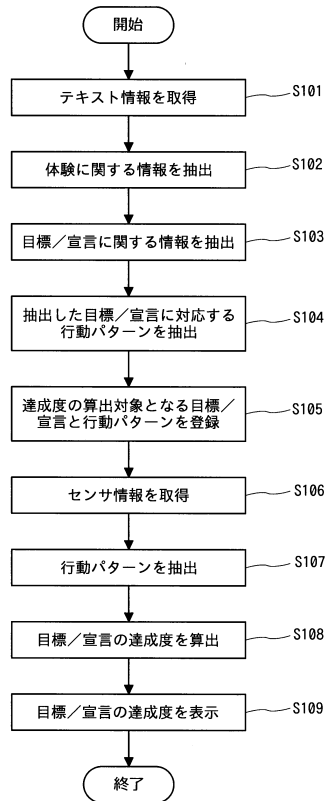 開始
テキスト情報を取得
S101
体験に関する情報を抽出
S102
目標／宣言に関する情報を抽出
S103
抽出した目標／宣言に対応する
行動パターンを抽出
S104
達成度の算出対象となる目標／
宣言と行動パターンを登録
S105
センサ情報を取得
S106
行動パターンを抽出
S107
目標／宣言の達成度を算出
S108
目標／宣言の達成度を表示
S109
終了